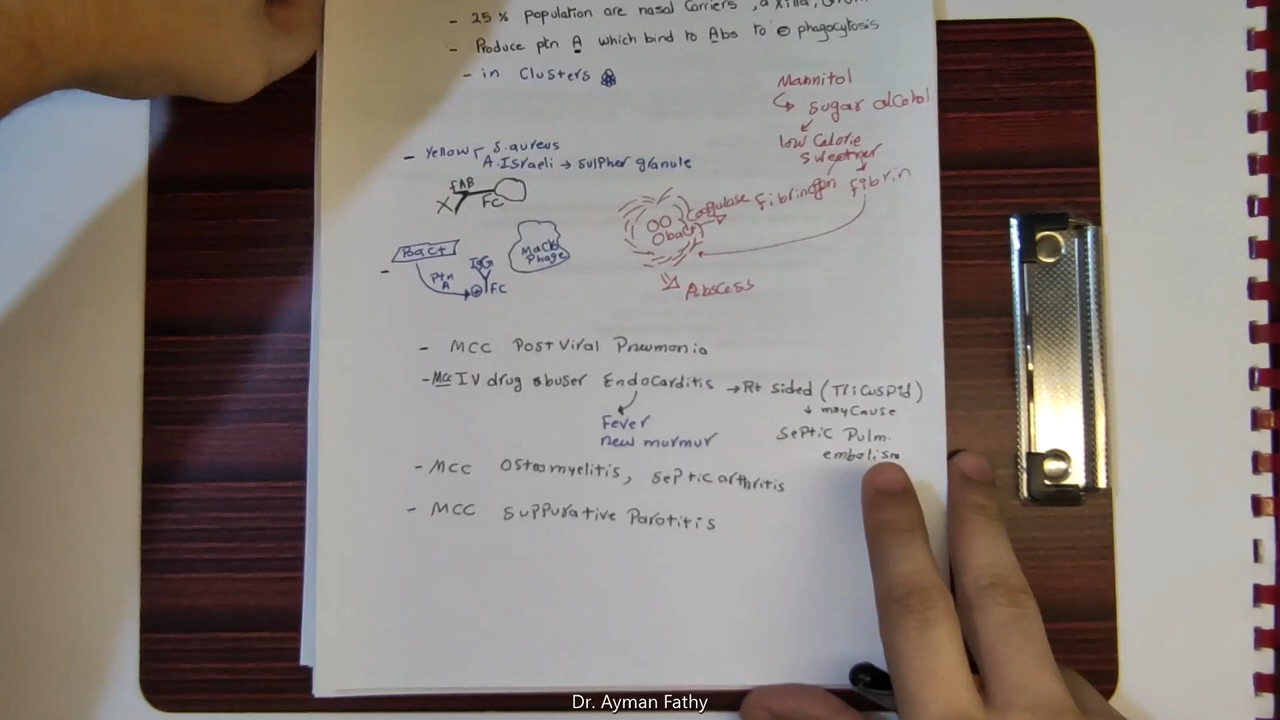 - 25% population are nasal carriers, axilla,
- Produce ptn A which bind to Abs to ⊖ phagocytosis
- in Clusters
Mannitol
↳ sugar alcohol
low Calorie
sweetner
- Yellow S. aureus
A. Israeli → sulpher granule
FAB
FC
X
Bact
Ptn
A
IgG
FC
Macro
Phage
Bact
Coagulase
Fibrin
Abscess
- MCC Post Viral Pneumonia
- Mcc IV drug abuser Endocarditis → Rt sided (Tricuspid)
↓ may Cause
Septic Pulm.
embolism
Fever
new murmur
- MCC Osteomyelitis, Septic arthritis
- MCC Suppurative Parotitis
Dr. Ayman Fathy